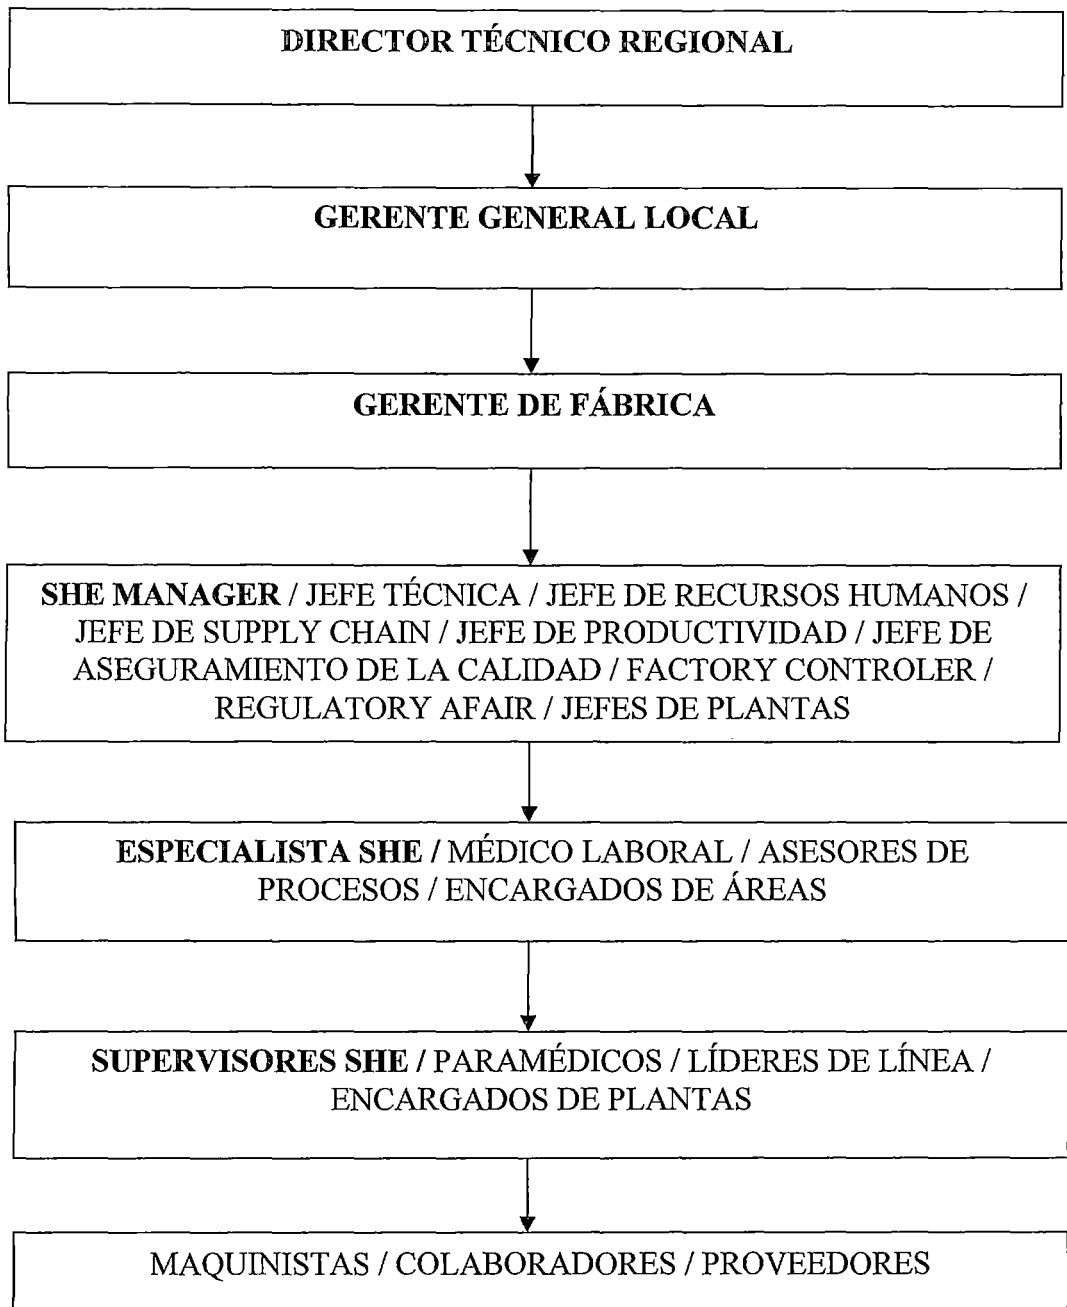 DIRECTOR TÉCNICO REGIONAL
GERENTE GENERAL LOCAL
GERENTE DE FÁBRICA
SHE MANAGER / JEFE TÉCNICA / JEFE DE RECURSOS HUMANOS /
JEFE DE SUPPLY CHAIN / JEFE DE PRODUCTIVIDAD / JEFE DE
ASEGURAMIENTO DE LA CALIDAD / FACTORY CONTROLER /
REGULATORY AFAIR / JEFES DE PLANTAS
ESPECIALISTA SHE / MÉDICO LABORAL / ASESORES DE
PROCESOS / ENCARGADOS DE ÁREAS
SUPERVISORES SHE / PARAMÉDICOS / LÍDERES DE LÍNEA /
ENCARGADOS DE PLANTAS
MAQUINISTAS / COLABORADORES / PROVEEDORES